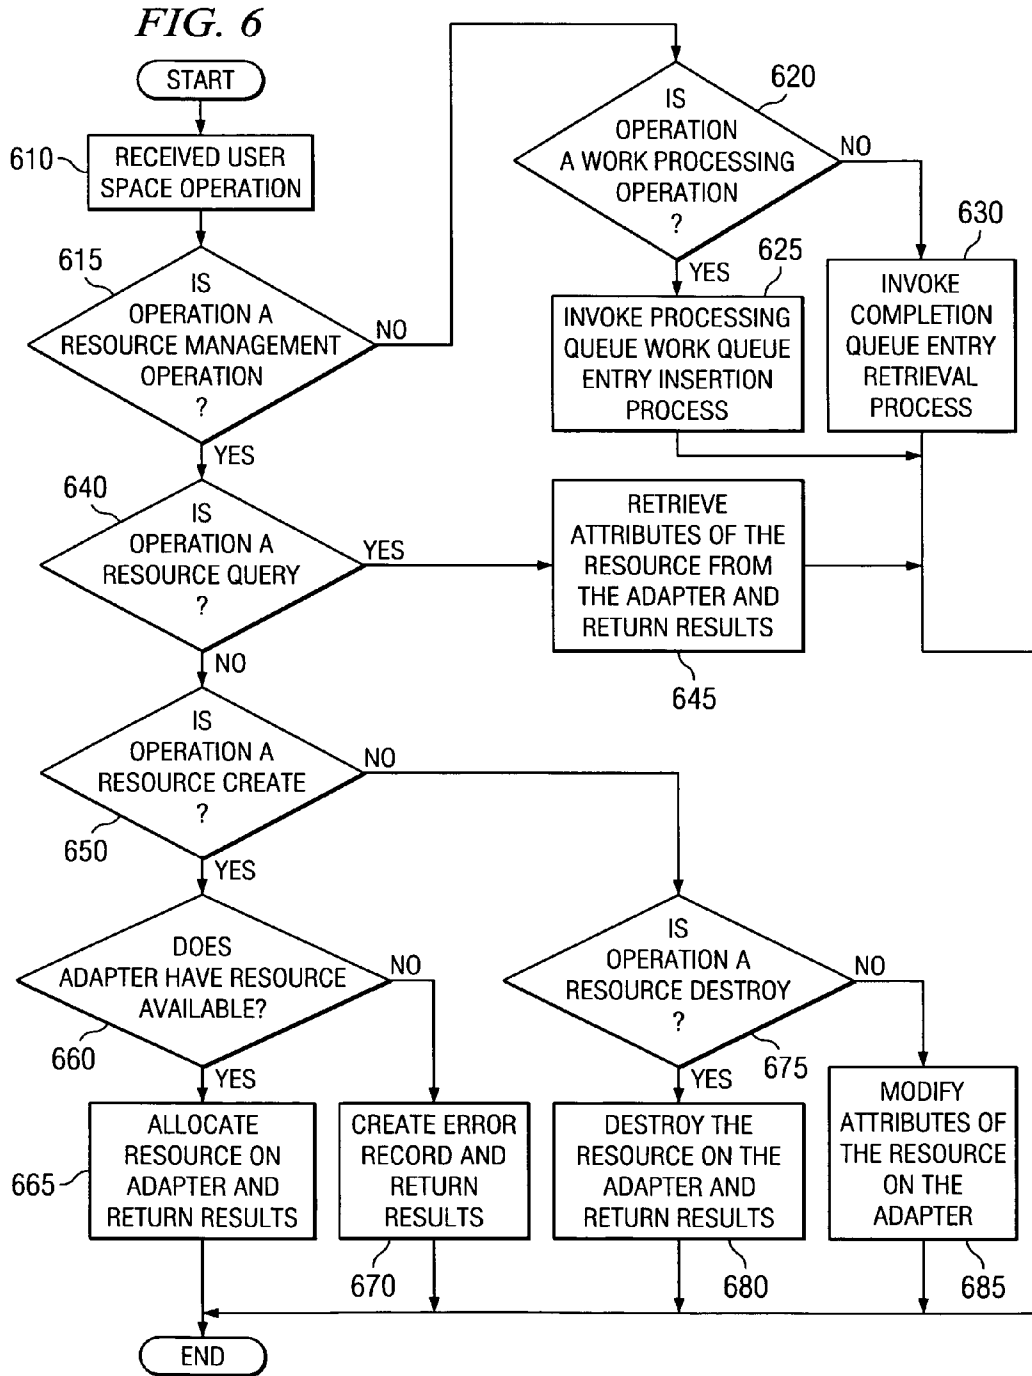 FIG. 6
START
610
RECEIVED USER
SPACE OPERATION
615
IS
OPERATION A
RESOURCE MANAGEMENT
OPERATION
?
NO
YES
620
IS
OPERATION
A WORK PROCESSING
OPERATION
?
NO
YES
625
INVOKE PROCESSING
QUEUE WORK QUEUE
ENTRY INSERTION
PROCESS
630
INVOKE
COMPLETION
QUEUE ENTRY
RETRIEVAL
PROCESS
640
IS
OPERATION A
RESOURCE QUERY
?
YES
NO
RETRIEVE
ATTRIBUTES OF THE
RESOURCE FROM
THE ADAPTER AND
RETURN RESULTS
645
IS
OPERATION A
RESOURCE CREATE
?
NO
650
YES
DOES
ADAPTER HAVE RESOURCE
AVAILABLE?
NO
660
YES
IS
OPERATION A
RESOURCE DESTROY
?
NO
675
YES
665
ALLOCATE
RESOURCE ON
ADAPTER AND
RETURN RESULTS
CREATE ERROR
RECORD AND
RETURN
RESULTS
670
DESTROY THE
RESOURCE ON THE
ADAPTER AND
RETURN RESULTS
680
MODIFY
ATTRIBUTES OF
THE RESOURCE
ON THE
ADAPTER
685
END